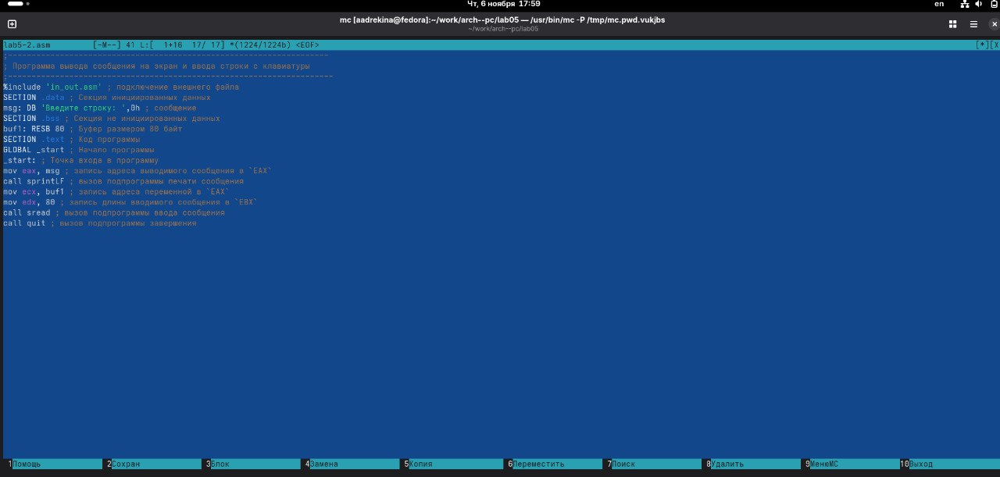 Чт, 6 ноября 17:59
en
mc [aadrekina@fedora]:~/work/arch--pc/lab05 — /usr/bin/mc -P /tmp/mc.pwd.vukjbs
~/work/arch--pc/lab05
lab5-2.asm [-M--] 41 L:[ 1+16 17/ 17] *(1224/1224b) <EOF> [*][X
;--------------------------------------------------------------------
; Программа вывода сообщения на экран и ввода строки с клавиатуры
;---------------------------------------------------------------------
%include 'in_out.asm' ; подключение внешнего файла
SECTION .data ; Секция инициированных данных
msg: DB 'Введите строку: ',0h ; сообщение
SECTION .bss ; Секция не инициированных данных
buf1: RESB 80 ; Буфер размером 80 байт
SECTION .text ; Код программы
GLOBAL _start ; Начало программы
_start: ; Точка входа в программу
mov eax, msg ; запись адреса выводимого сообщения в `EAX`
call sprintLF ; вызов подпрограммы печати сообщения
mov ecx, buf1 ; запись адреса переменной в `EAX`
mov edx, 80 ; запись длины вводимого сообщения в `EBX`
call sread ; вызов подпрограммы ввода сообщения
call quit ; вызов подпрограммы завершения
1Помощь 2Сохран 3Блок 4Замена 5Копия 6Переместить 7Поиск 8Удалить 9МенюMC 10Выход